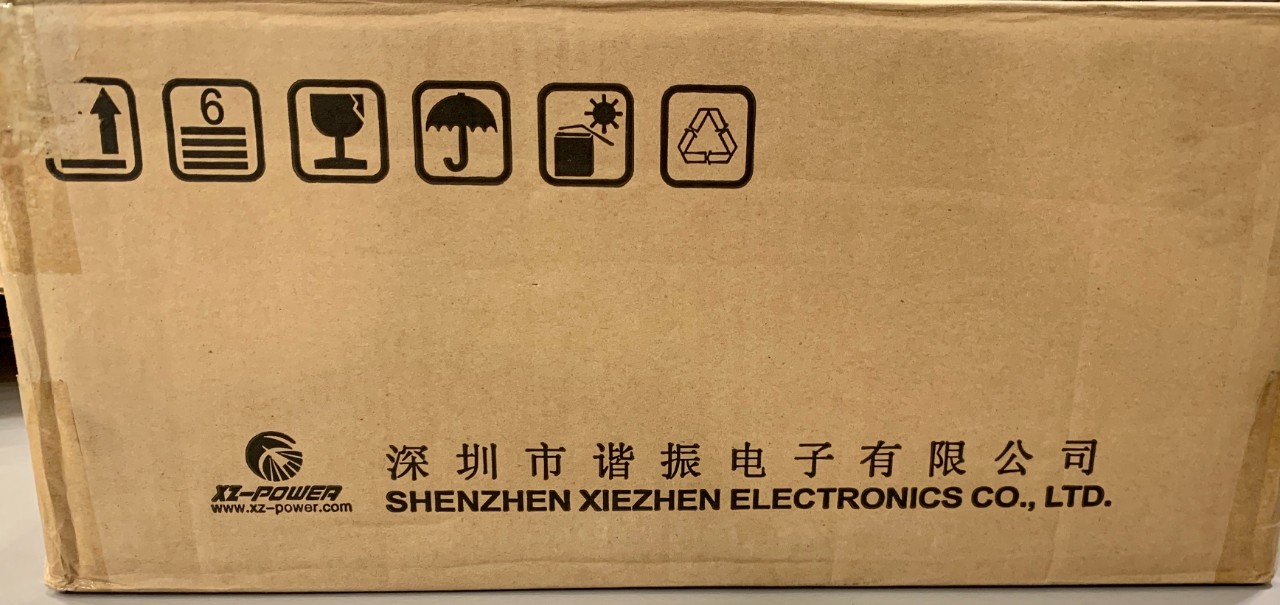 6
深圳市谐振电子有限公司
SHENZHEN XIEZHEN ELECTRONICS CO., LTD.
XZ-POWER
www.xz-power.com